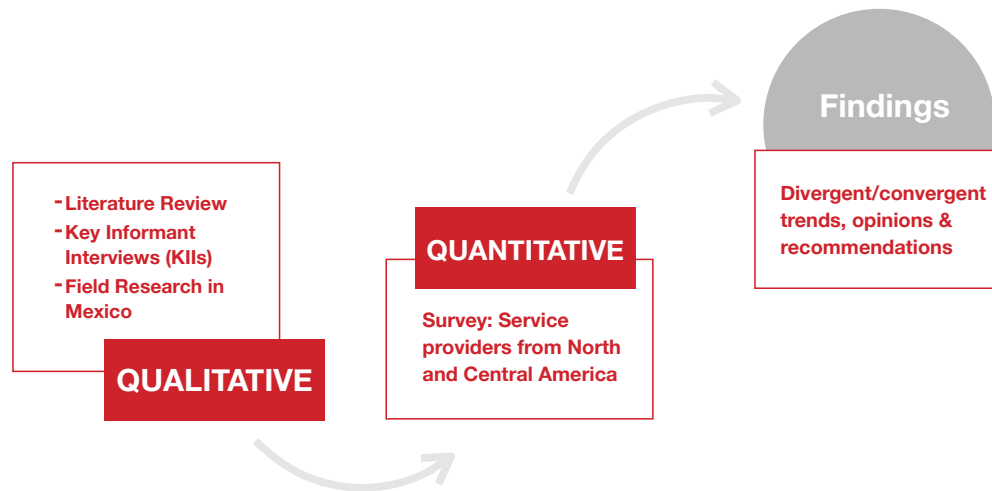 - Literature Review
- Key Informant
Interviews (KIIs)
- Field Research in
Mexico
QUALITATIVE
QUANTITATIVE
Survey: Service
providers from North
and Central America
Findings
Divergent/convergent
trends, opinions &
recommendations